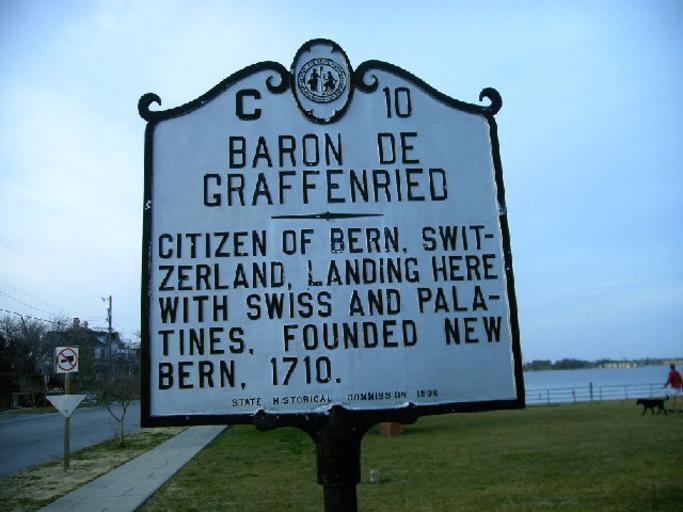 C 10
BARON DE
GRAFFENRIED
CITIZEN OF BERN, SWIT-
ZERLAND, LANDING HERE
WITH SWISS AND PALA-
TINES, FOUNDED NEW
BERN, 1710.
STATE HISTORICAL COMMISSION